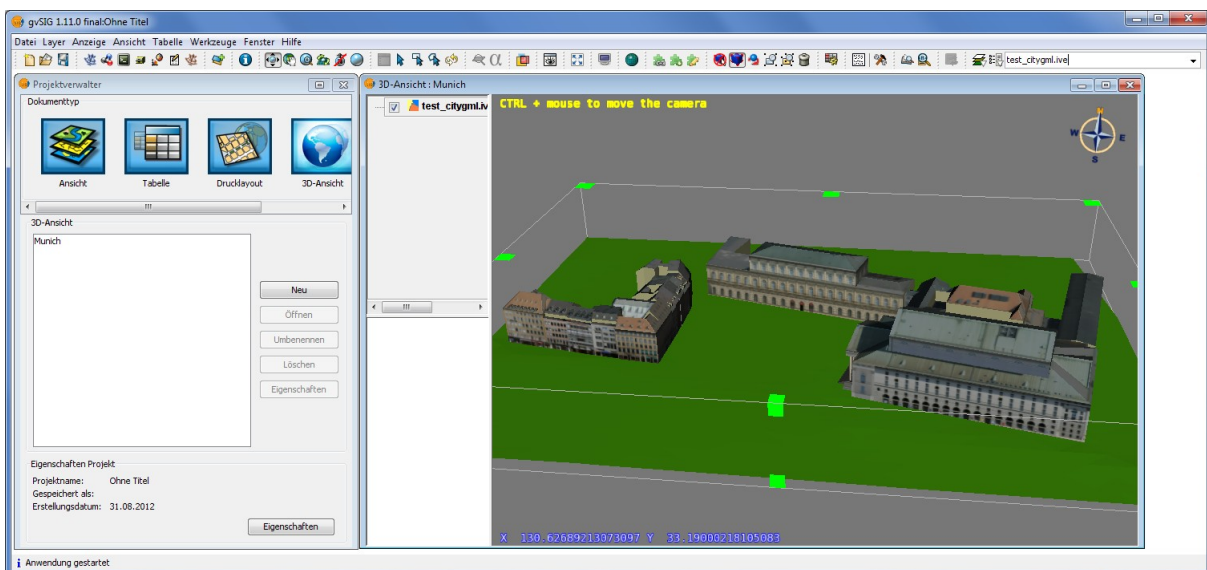 gvSIG 1.11.0 final:Ohne Titel
Datei Layer Anzeige Ansicht Tabelle Werkzeuge Fenster Hilfe
test_citygml.ive
Projektverwalter
Dokumenttyp
Ansicht Tabelle Drucklayout 3D-Ansicht
3D-Ansicht
Munich
Neu
Öffnen
Umbenennen
Löschen
Eigenschaften
Eigenschaften Projekt
Projektname: Ohne Titel
Gespeichert als:
Erstellungsdatum: 31.08.2012
Eigenschaften
3D-Ansicht : Munich
test_citygml.iv
CTRL + mouse to move the camera
N
W E
S
X 130.62689213073097 Y 33.19000218105083
Anwendung gestartet